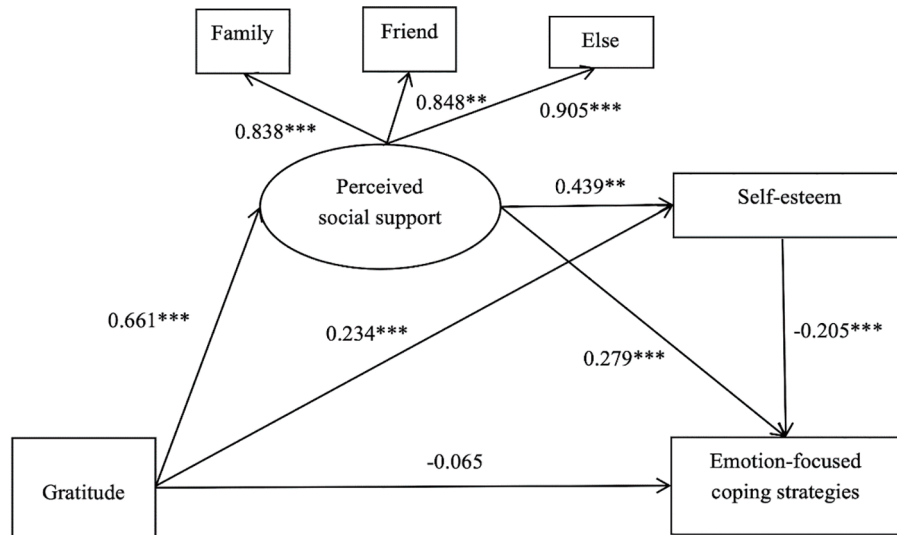 Family
Friend
Else
0.838***
0.848**
0.905***
Perceived
social support
0.439**
Self-esteem
0.661***
0.234***
0.279***
-0.205***
Gratitude
-0.065
Emotion-focused
coping strategies